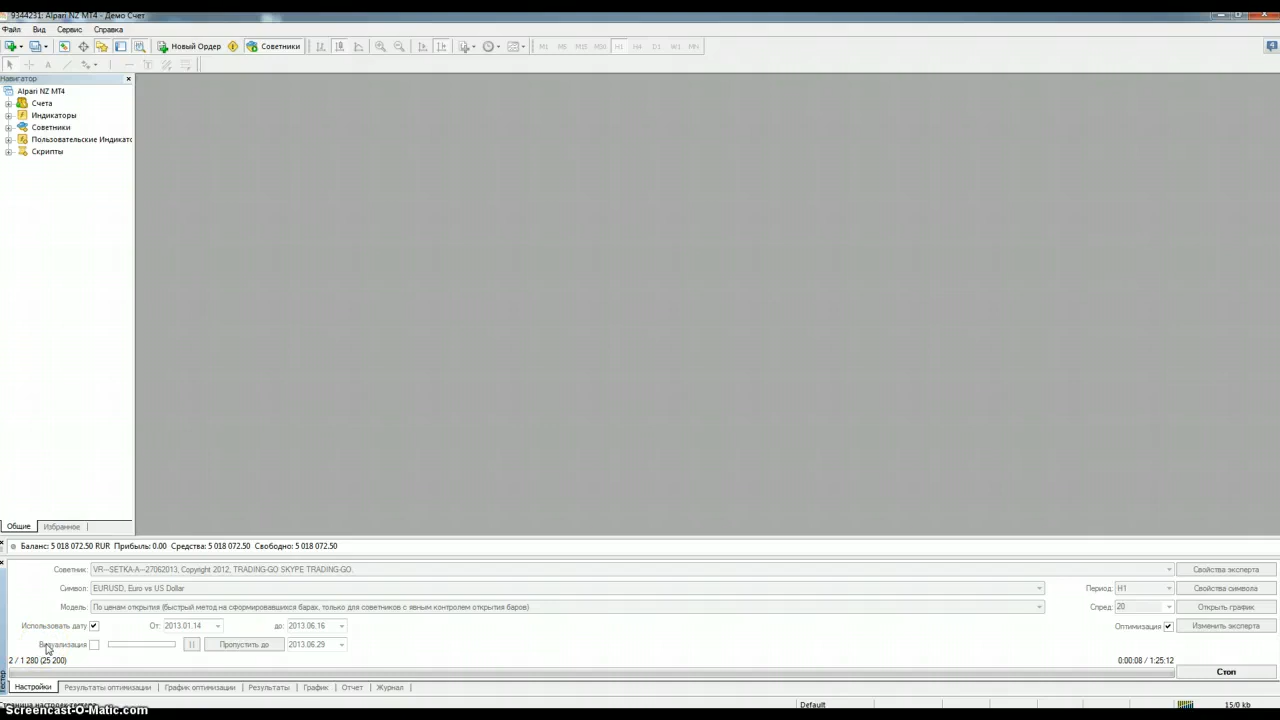 9344231: Alpari NZ MT4 - Демо Счет
Файл Вид Сервис Справка
Новый Ордер Советники M1 M5 M15 M30 H1 H4 D1 W1 MN
Навигатор
Alpari NZ MT4
Счета
Индикаторы
Советники
Пользовательские Индикатс
Скрипты
Общие Избранное
Баланс: 5 018 072.50 RUR Прибыль: 0.00 Средства: 5 018 072.50 Свободно: 5 018 072.50
Советник: VR--SETKA-A--27062013, Copyright 2012, TRADING-GO SKYPE TRADING-GO. Свойства эксперта
Символ: EURUSD, Euro vs US Dollar Период: H1 Свойства символа
Модель: По ценам открытия (быстрый метод на сформировавшихся барах, только для советников с явным контролем открытия баров) Спред: 20 Открыть график
Использовать дату От: 2013.01.14 до: 2013.06.16 Оптимизация Изменить эксперта
Визуализация Пропустить до 2013.06.29
2 / 1 280 (25 200) 0:00:08 / 1:25:12
Стоп
Тестер
Настройки Результаты оптимизации График оптимизации Результаты График Отчет Журнал
Default 15/0 kb
Screencast-O-Matic.com